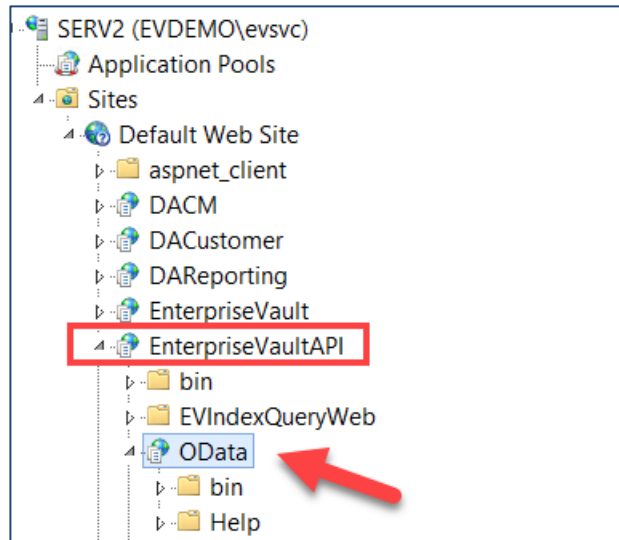 SERV2 (EVDEMO\evsvc)
Application Pools
Sites
Default Web Site
aspnet_client
DACM
DACustomer
DAReporting
EnterpriseVault
EnterpriseVaultAPI
bin
EVIndexQueryWeb
OData
bin
Help